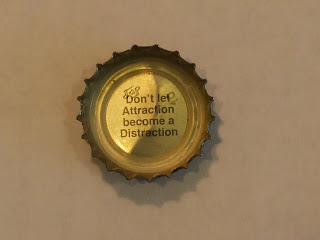 Don't let
Attraction
become a
Distraction